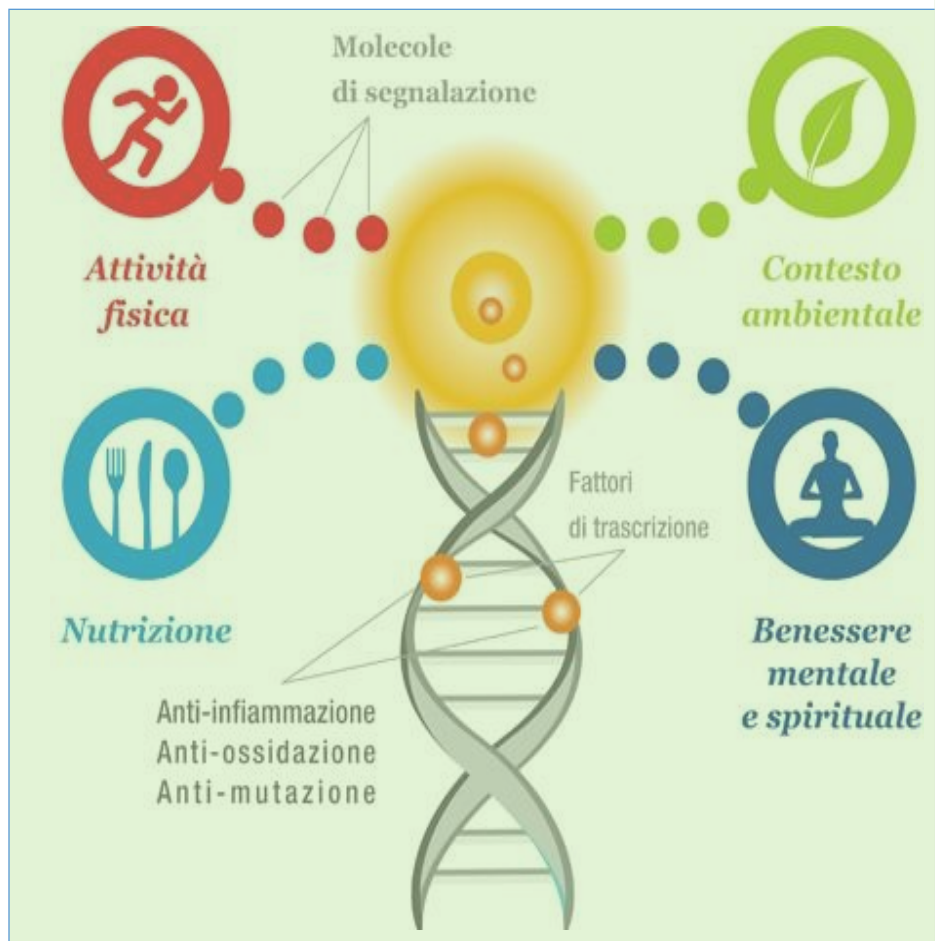 Molecole
di segnalazione
Attività
fisica
Contesto
ambientale
Fattori
di trascrizione
Nutrizione
Benessere
mentale
e spirituale
Anti-infiammazione
Anti-ossidazione
Anti-mutazione